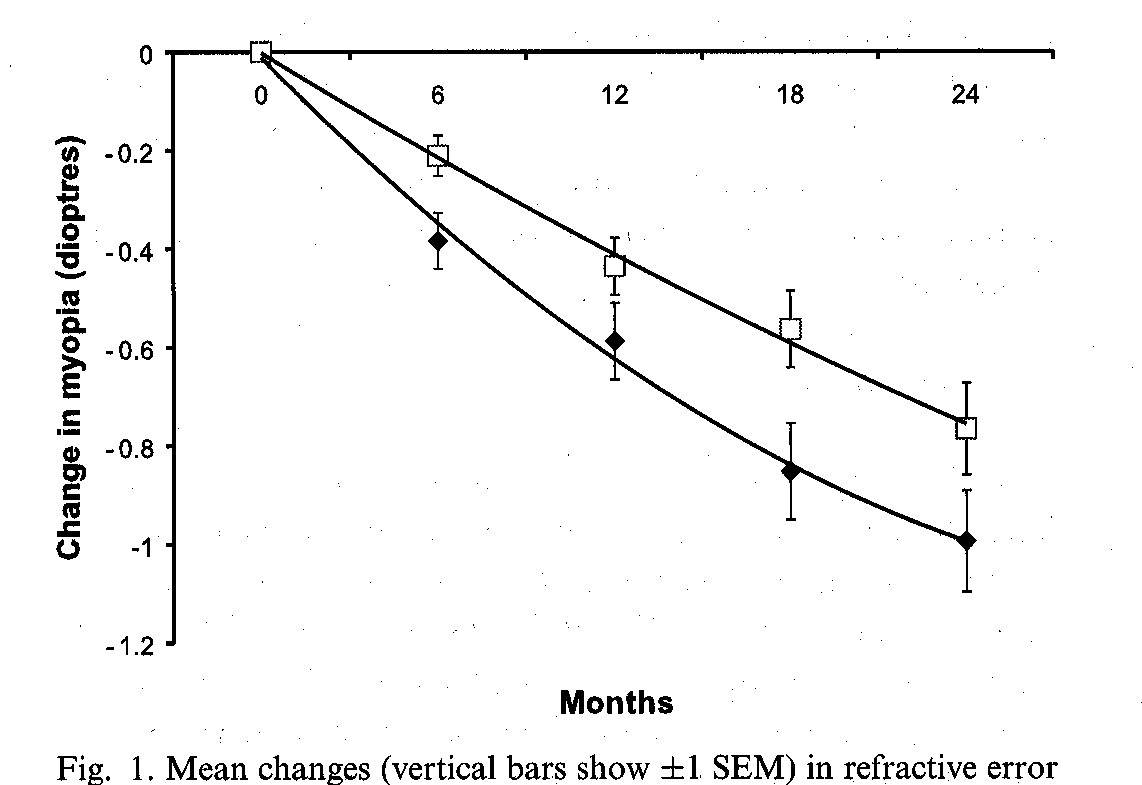 0
0 6 12 18 24
-0.2
-0.4
-0.6
-0.8
-1
-1.2
Change in myopia (dioptres)
Months
Fig. 1. Mean changes (vertical bars show ±1 SEM) in refractive error